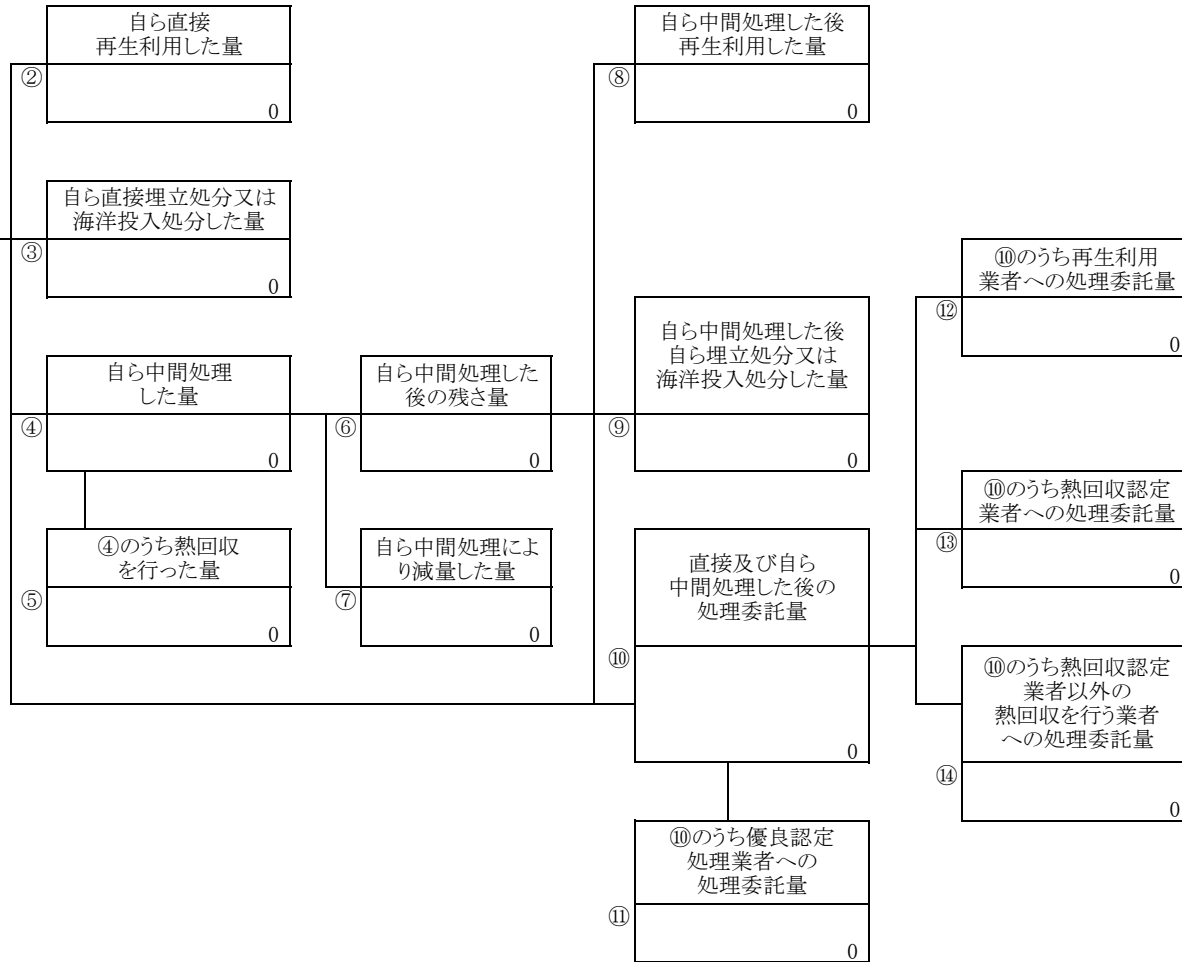 自ら直接
再生利用した量
②
0
自ら直接埋立処分又は
海洋投入処分した量
③
0
自ら中間処理
した量
④
0
④のうち熱回収
を行った量
⑤
0
自ら中間処理した
後の残さ量
⑥
0
自ら中間処理によ
り減量した量
⑦
0
自ら中間処理した後
再生利用した量
⑧
0
自ら中間処理した後
自ら埋立処分又は
海洋投入処分した量
⑨
0
直接及び自ら
中間処理した後の
処理委託量
⑩
0
⑩のうち優良認定
処理業者への
処理委託量
⑪
0
⑩のうち再生利用
業者への処理委託量
⑫
0
⑩のうち熱回収認定
業者への処理委託量
⑬
0
⑩のうち熱回収認定
業者以外の
熱回収を行う業者
への処理委託量
⑭
0